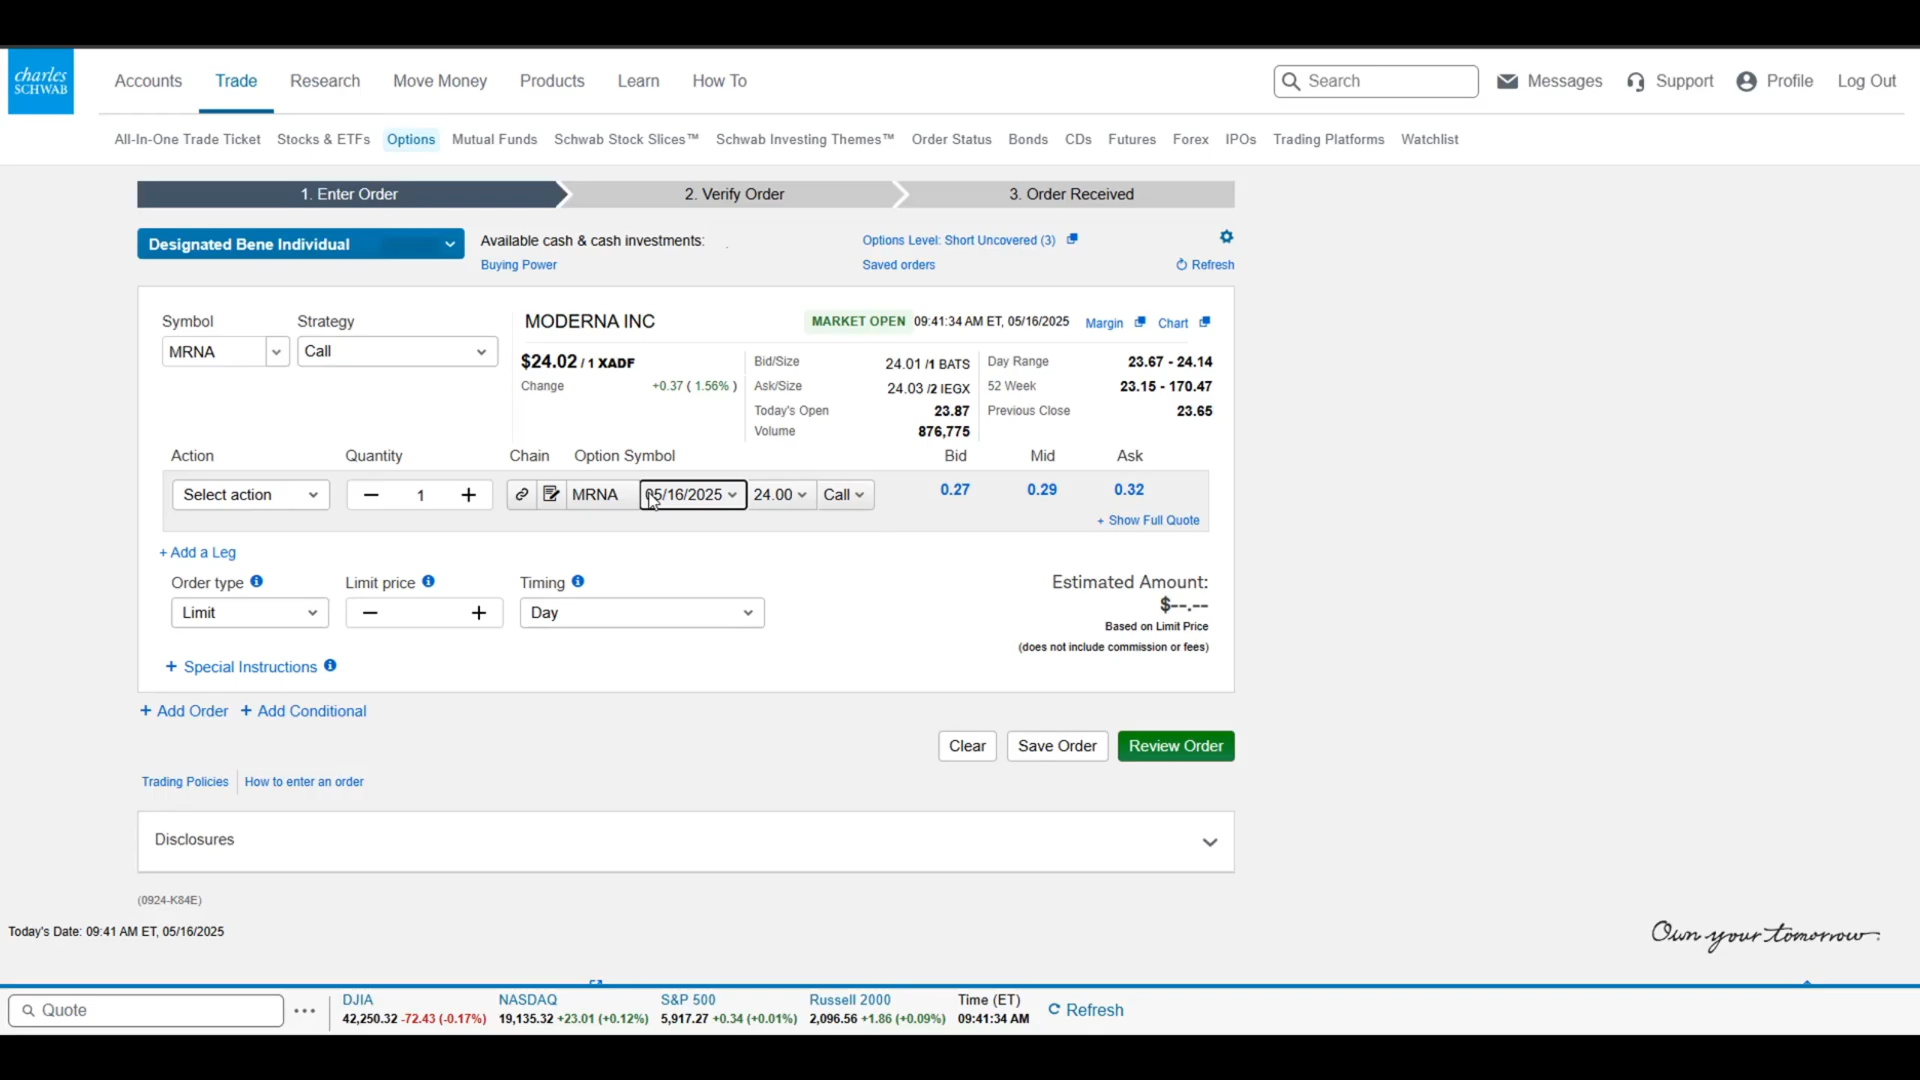 charles
SCHWAB
Accounts Trade Research Move Money Products Learn How To
Search Messages Support Profile Log Out
All-In-One Trade Ticket Stocks & ETFs Options Mutual Funds Schwab Stock Slices™ Schwab Investing Themes™ Order Status Bonds CDs Futures Forex IPOs Trading Platforms Watchlist
1. Enter Order 2. Verify Order 3. Order Received
Designated Bene Individual Available cash & cash investments: Options Level: Short Uncovered (3)
Buying Power Saved orders Refresh
Symbol Strategy MODERNA INC MARKET OPEN 09:41:34 AM ET, 05/16/2025 Margin Chart
MRNA Call $24.02 / 1 XADF Bid/Size 24.01 /1 BATS Day Range 23.67 - 24.14
Change +0.37 ( 1.56% ) Ask/Size 24.03 /2 IEGX 52 Week 23.15 - 170.47
Today's Open 23.87 Previous Close 23.65
Volume 876,775
Action Quantity Chain Option Symbol Bid Mid Ask
Select action 1 MRNA 05/16/2025 24.00 Call 0.27 0.29 0.32
+ Show Full Quote
+ Add a Leg
Order type Limit price Timing Estimated Amount:
Limit Day $--.--
Based on Limit Price
(does not include commission or fees)
+ Special Instructions
+ Add Order + Add Conditional
Clear Save Order Review Order
Trading Policies How to enter an order
Disclosures
(0924-K84E)
Today's Date: 09:41 AM ET, 05/16/2025
Own your tomorrow.
Quote DJIA NASDAQ S&P 500 Russell 2000 Time (ET) Refresh
42,250.32 -72.43 (-0.17%) 19,135.32 +23.01 (+0.12%) 5,917.27 +0.34 (+0.01%) 2,096.56 +1.86 (+0.09%) 09:41:34 AM